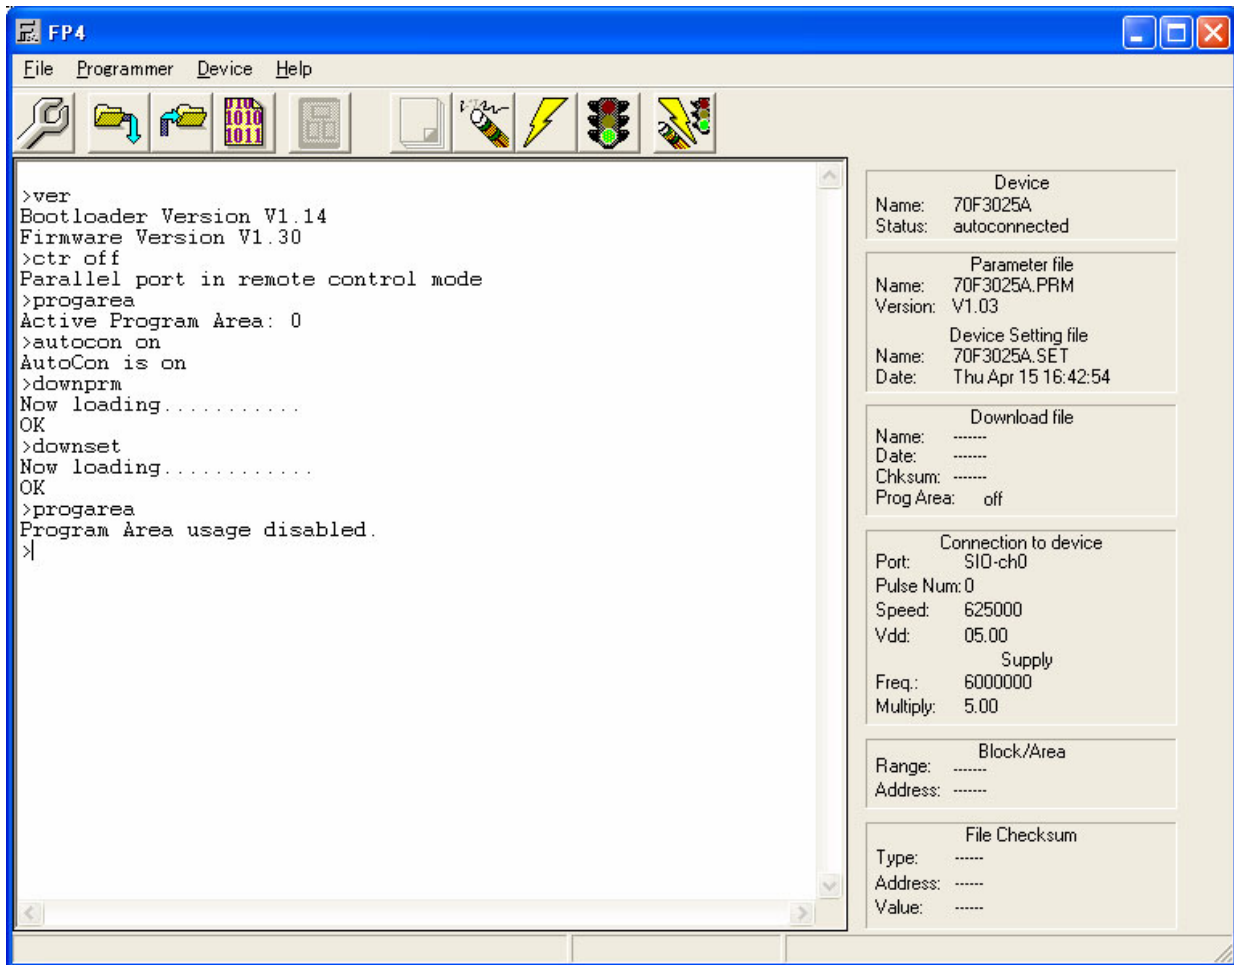 FP4
File Programmer Device Help
010
1010
1011
>ver
Bootloader Version V1.14
Firmware Version V1.30
>ctr off
Parallel port in remote control mode
>progarea
Active Program Area: 0
>autocon on
AutoCon is on
>downprm
Now loading...........
OK
>downset
Now loading............
OK
>progarea
Program Area usage disabled.
>
Device
Name: 70F3025A
Status: autoconnected
Parameter file
Name: 70F3025A.PRM
Version: V1.03
Device Setting file
Name: 70F3025A.SET
Date: Thu Apr 15 16:42:54
Download file
Name: -------
Date: -------
Chksum: -------
Prog Area: off
Connection to device
Port: SIO-ch0
Pulse Num: 0
Speed: 625000
Vdd: 05.00
Supply
Freq.: 6000000
Multiply: 5.00
Block/Area
Range: -------
Address: -------
File Checksum
Type: ------
Address: ------
Value: ------